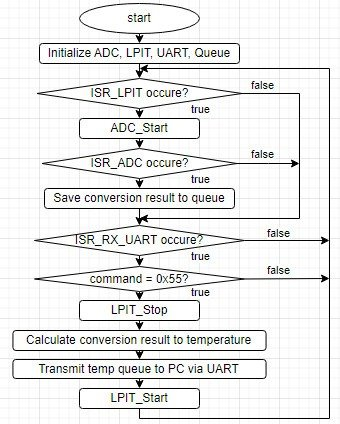 start
Initialize ADC, LPIT, UART, Queue
ISR_LPIT occure?
false
true
ADC_Start
ISR_ADC occure?
false
true
Save conversion result to queue
ISR_RX_UART occure?
false
true
command = 0x55?
false
true
LPIT_Stop
Calculate conversion result to temperature
Transmit temp queue to PC via UART
LPIT_Start